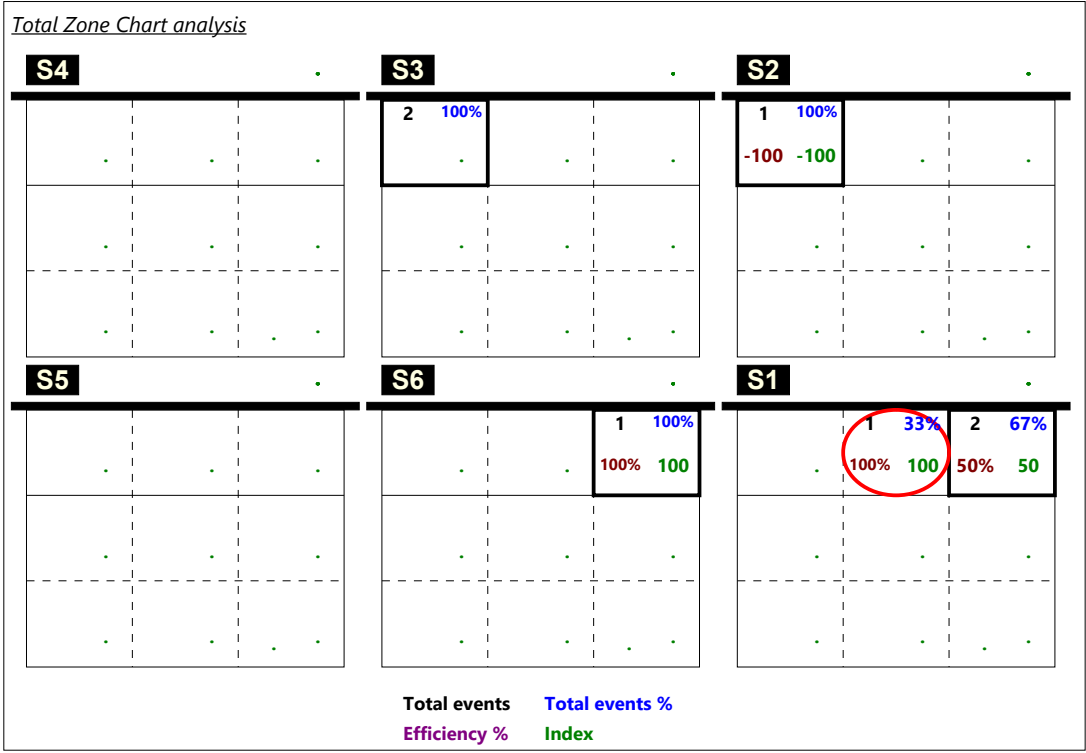 Total Zone Chart analysis
S4 S3 S2
2 100% 1 100%
-100 -100
S5 S6 S1
1 100% 1 33% 2 67%
100% 100 100% 100 50% 50
Total events Total events %
Efficiency % Index